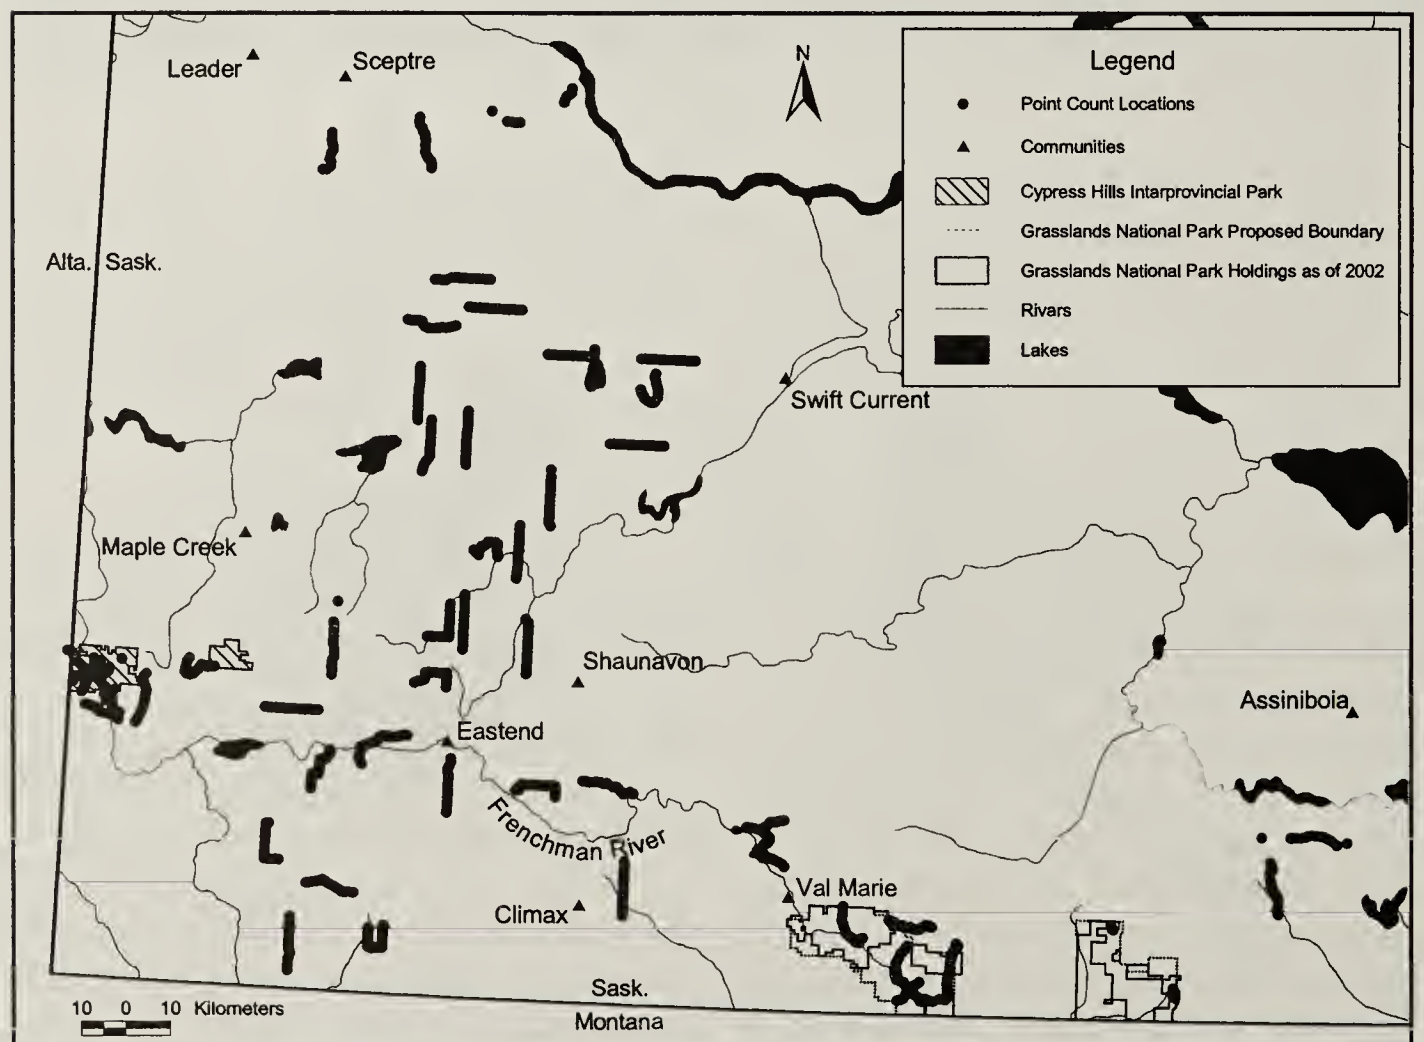 Leader
Sceptre
N
Legend
Point Count Locations
Communities
Cypress Hills Interprovincial Park
Grasslands National Park Proposed Boundary
Grasslands National Park Holdings as of 2002
Rivars
Lakes
Alta. Sask.
Swift Current
Maple Creek
Shaunavon
Assiniboia
Eastend
Frenchman River
Val Marie
Climax
Sask.
Montana
10 0 10 Kilometers